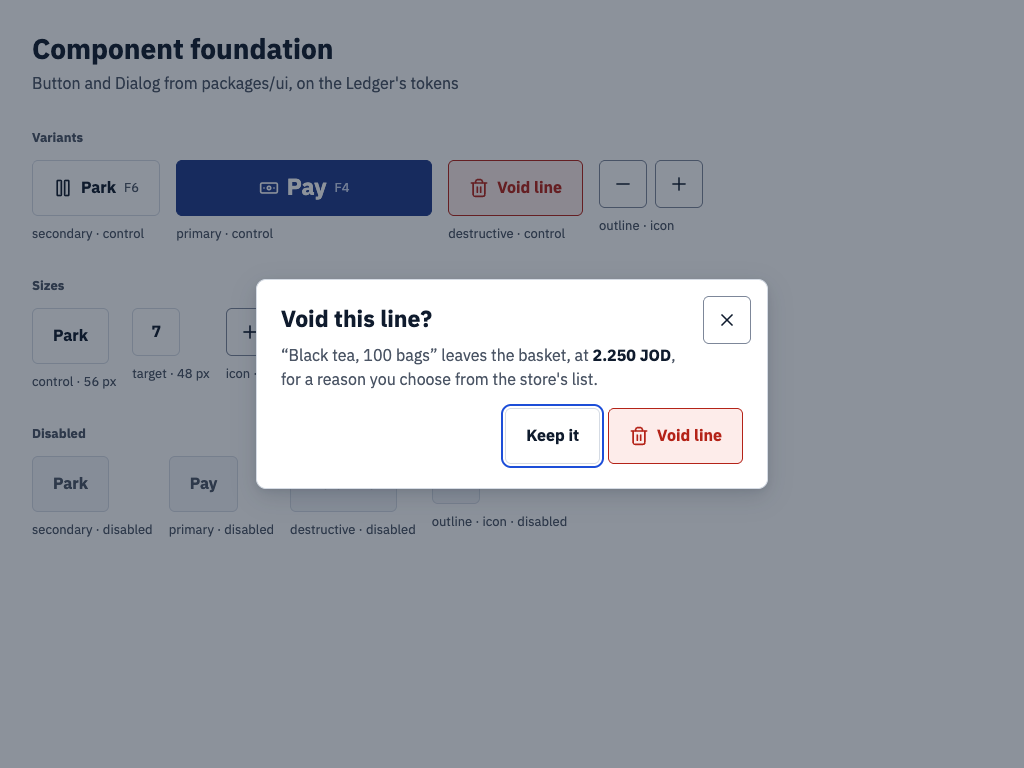 Component foundation
Button and Dialog from packages/ui, on the Ledger's tokens
Variants
Park F6
Pay F4
Void line
secondary · control
primary · control
destructive · control
outline · icon
Sizes
Park
7
control · 56 px
target · 48 px
icon ·
Void this line?
“Black tea, 100 bags” leaves the basket, at 2.250 JOD,
for a reason you choose from the store's list.
Keep it
Void line
Disabled
Park
Pay
secondary · disabled
primary · disabled
destructive · disabled
outline · icon · disabled